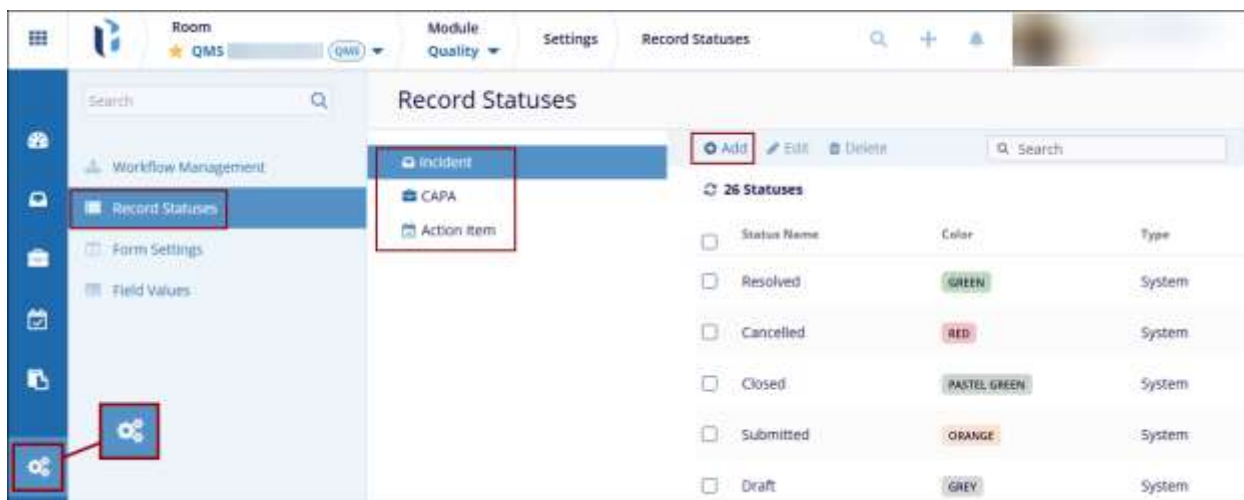 Room
QMS
QMS
Module
Quality
Settings
Record Statuses
Search
Workflow Management
Record Statuses
Form Settings
Field Values
Record Statuses
Incident
CAPA
Action Item
Add Edit Delete
Search
26 Statuses
Status Name Color Type
Resolved GREEN System
Cancelled RED System
Closed PASTEL GREEN System
Submitted ORANGE System
Draft GREY System